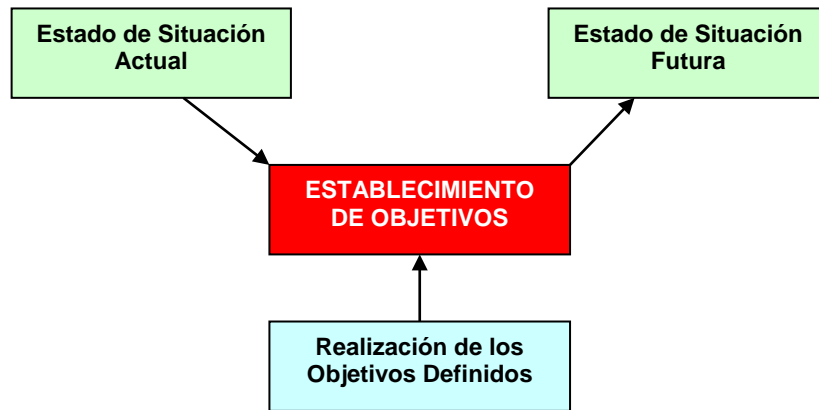 Estado de Situación
Actual
Estado de Situación
Futura
ESTABLECIMIENTO
DE OBJETIVOS
Realización de los
Objetivos Definidos